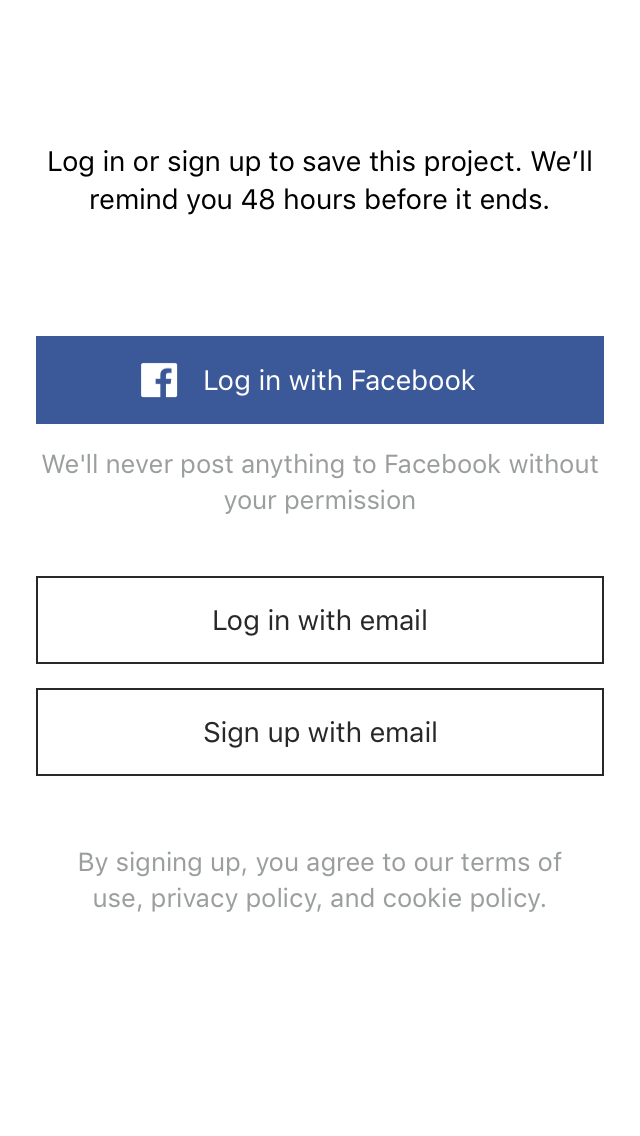 Log in or sign up to save this project. We’ll
remind you 48 hours before it ends.
Log in with Facebook
We'll never post anything to Facebook without
your permission
Log in with email
Sign up with email
By signing up, you agree to our terms of
use, privacy policy, and cookie policy.